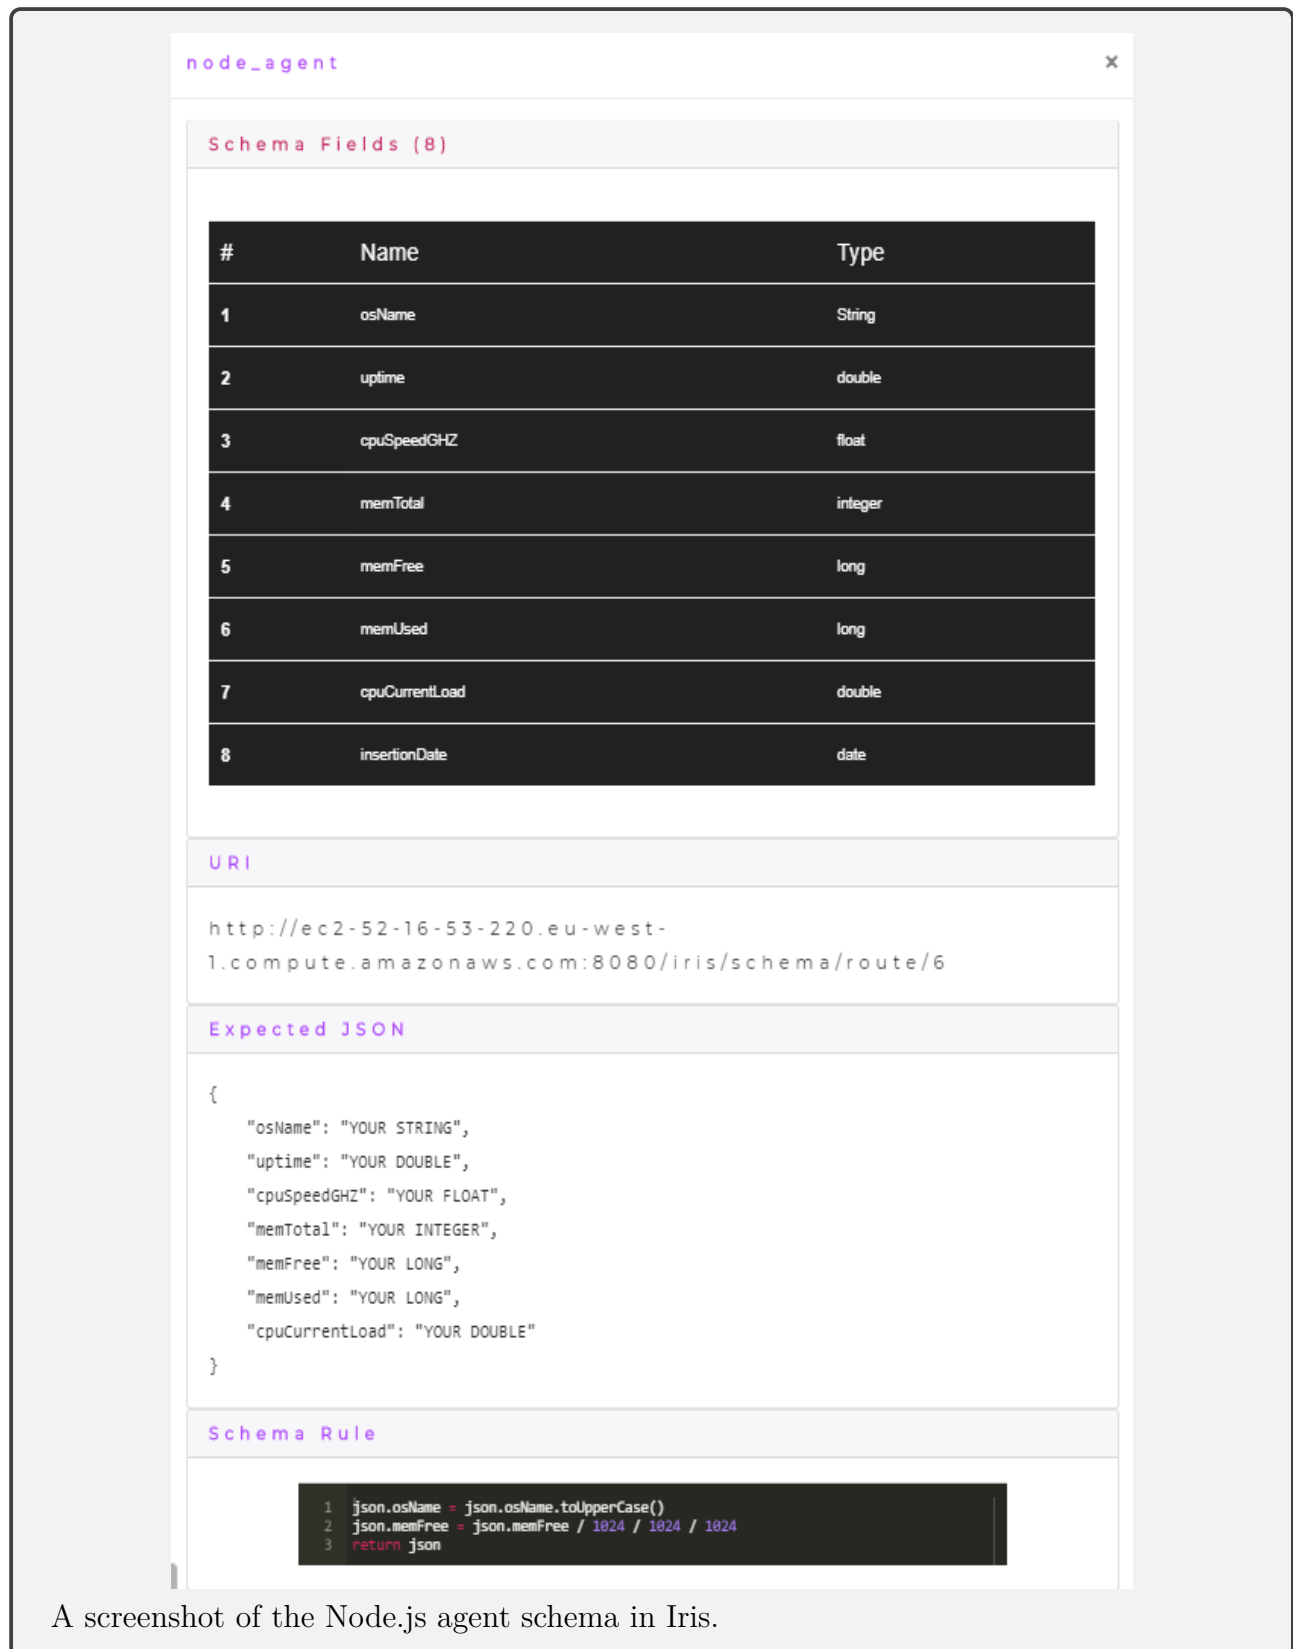 node_agent ×
Schema Fields (8)
# Name Type
1 osName String
2 uptime double
3 cpuSpeedGHZ float
4 memTotal integer
5 memFree long
6 memUsed long
7 cpuCurrentLoad double
8 insertionDate date
URI
http://ec2-52-16-53-220.eu-west-
1.compute.amazonaws.com:8080/iris/schema/route/6
Expected JSON
{
"osName": "YOUR STRING",
"uptime": "YOUR DOUBLE",
"cpuSpeedGHZ": "YOUR FLOAT",
"memTotal": "YOUR INTEGER",
"memFree": "YOUR LONG",
"memUsed": "YOUR LONG",
"cpuCurrentLoad": "YOUR DOUBLE"
}
Schema Rule
1 json.osName = json.osName.toUpperCase()
2 json.memFree = json.memFree / 1024 / 1024 / 1024
3 return json
A screenshot of the Node.js agent schema in Iris.